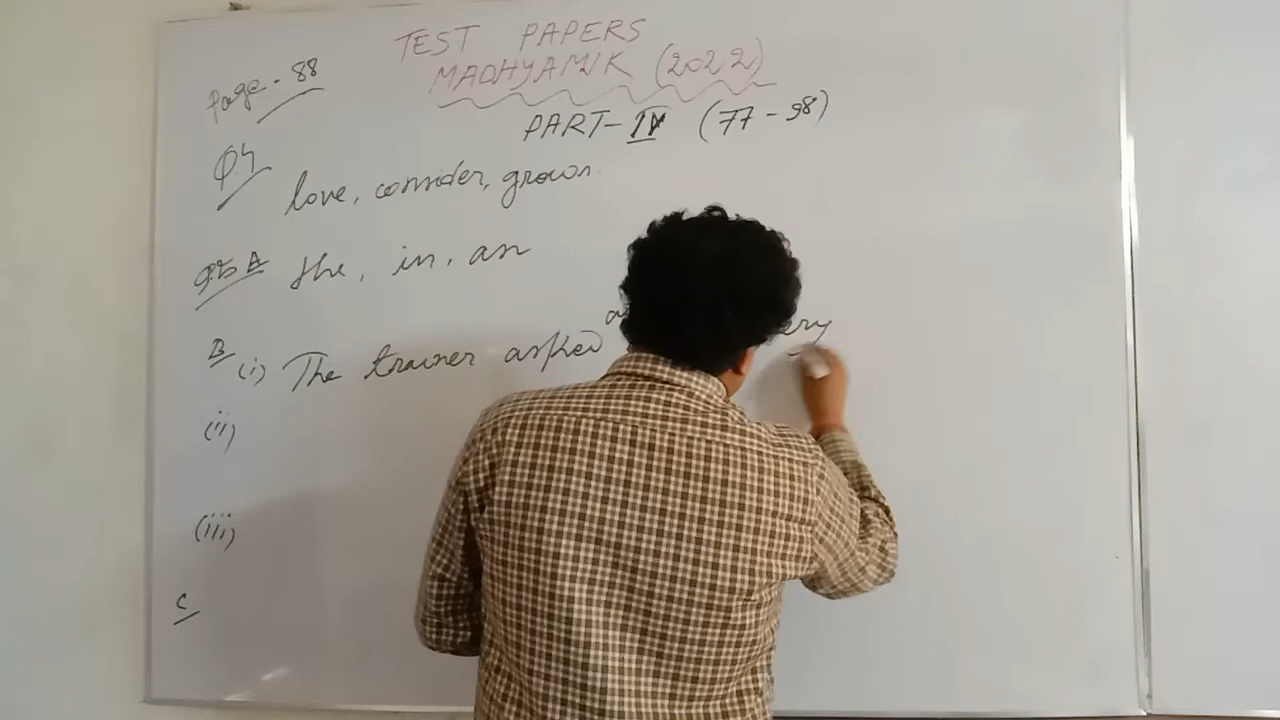 TEST PAPERS
MADHYAMIK (2022)
PART-IV (77-98)
Page - 88
Q4 love, consider, grown
Q5 A the, in, an
B (i) The trainer asked
(ii)
(iii)
C